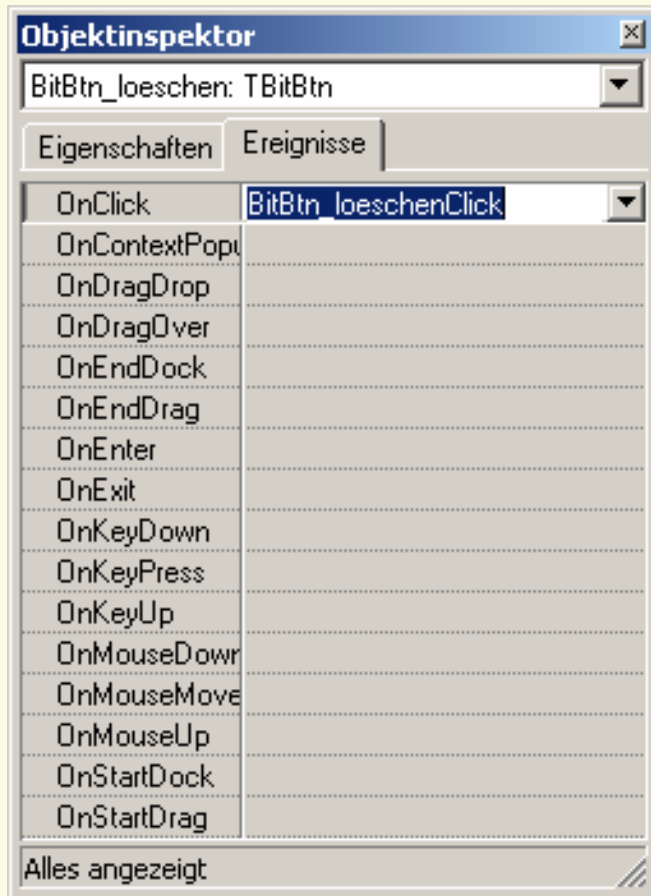 Objektinspektor
BitBtn_loeschen: TBitBtn
Eigenschaften Ereignisse
OnClick BitBtn_loeschenClick
OnContextPopu
OnDragDrop
OnDragOver
OnEndDock
OnEndDrag
OnEnter
OnExit
OnKeyDown
OnKeyPress
OnKeyUp
OnMouseDown
OnMouseMove
OnMouseUp
OnStartDock
OnStartDrag
Alles angezeigt